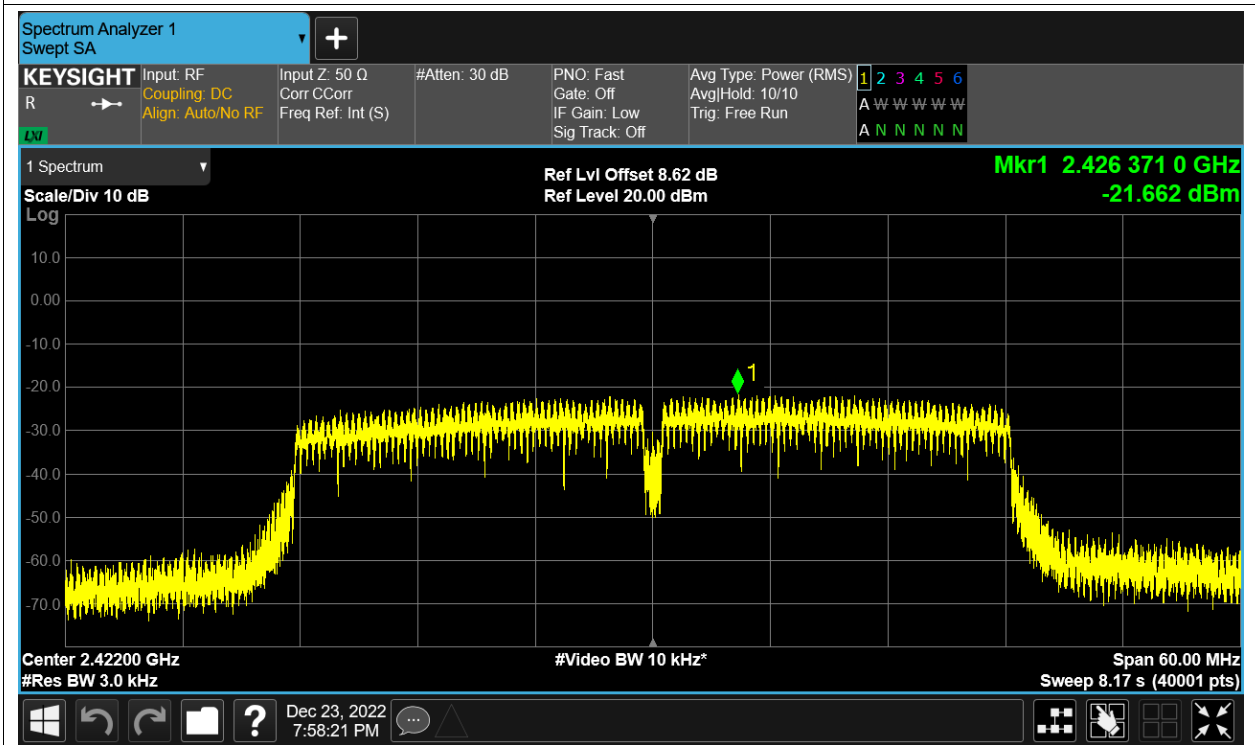 Spectrum Analyzer 1
Swept SA
KEYSIGHT
R
LXI
Input: RF
Coupling: DC
Align: Auto/No RF
Input Z: 50 Ω
Corr CCorr
Freq Ref: Int (S)
#Atten: 30 dB
PNO: Fast
Gate: Off
IF Gain: Low
Sig Track: Off
Avg Type: Power (RMS)
Avg|Hold: 10/10
Trig: Free Run
1 2 3 4 5 6
A W W W W W
A N N N N N
1 Spectrum
Scale/Div 10 dB
Log
Ref Lvl Offset 8.62 dB
Ref Level 20.00 dBm
Mkr1 2.426 371 0 GHz
-21.662 dBm
10.0
0.00
-10.0
-20.0
-30.0
-40.0
-50.0
-60.0
-70.0
1
Center 2.42200 GHz
#Res BW 3.0 kHz
#Video BW 10 kHz*
Span 60.00 MHz
Sweep 8.17 s (40001 pts)
?
Dec 23, 2022
7:58:21 PM